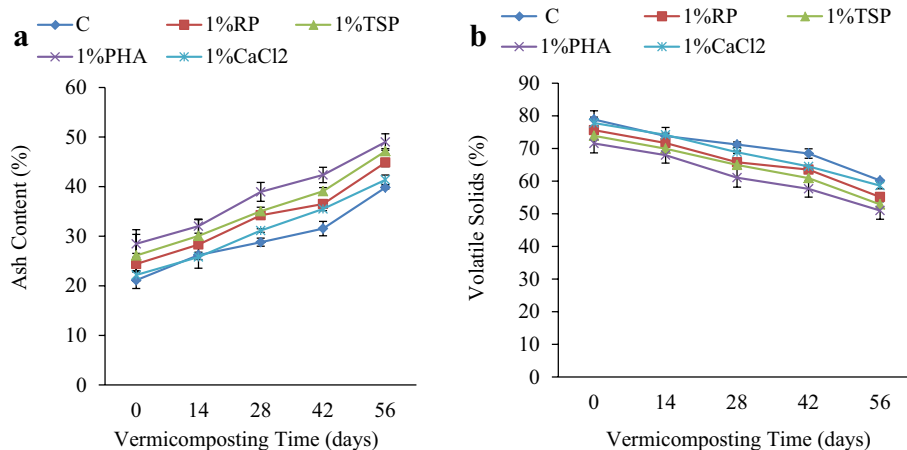 a
C
1%RP
1%TSP
1%PHA
1%CaCl2
60
50
40
30
20
10
0
Ash Content (%)
0 14 28 42 56
Vermicomposting Time (days)
b
C
1%RP
1%TSP
1%PHA
1%CaCl2
90
80
70
60
50
40
30
20
10
0
Volatile Solids (%)
0 14 28 42 56
Vermicomposting Time (days)